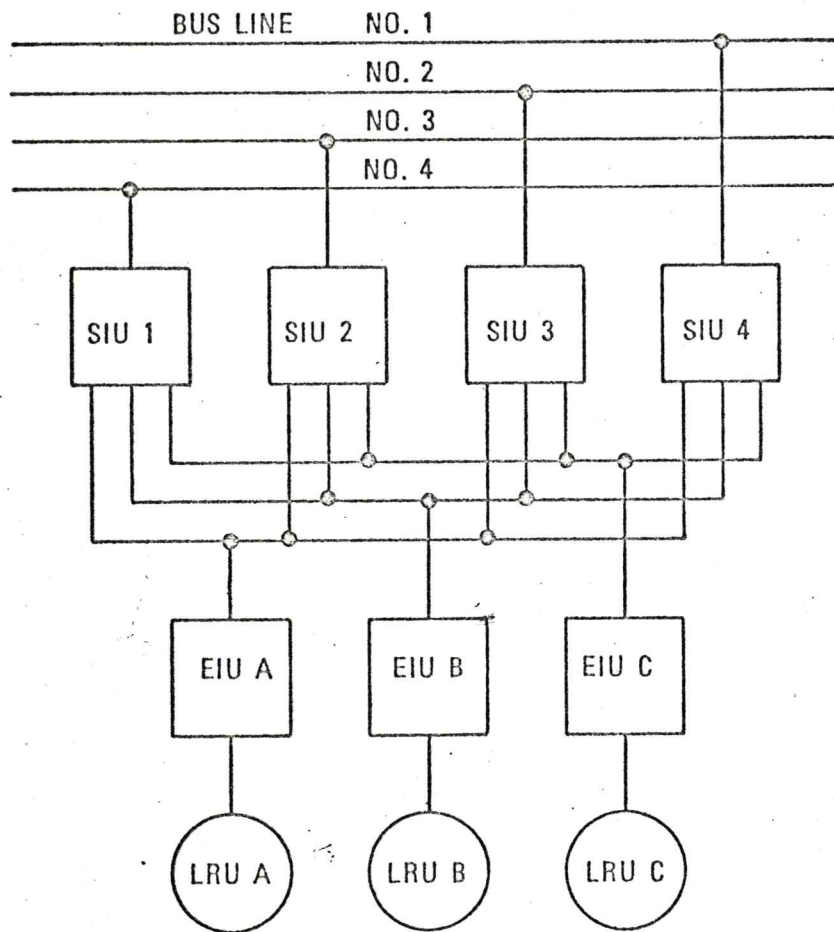 BUS LINE NO. 1
NO. 2
NO. 3
NO. 4
SIU 1 SIU 2 SIU 3 SIU 4
EIU A EIU B EIU C
LRU A LRU B LRU C